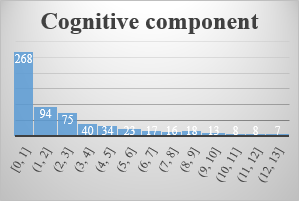 Cognitive component
268
94
75
40 34 23 17 16 18 13 8 8 7
[0, 1] (1, 2] (2, 3] (3, 4] (4, 5] (5, 6] (6, 7] (7, 8] (8, 9] (9, 10] (10, 11] (11, 12] (12, 13]